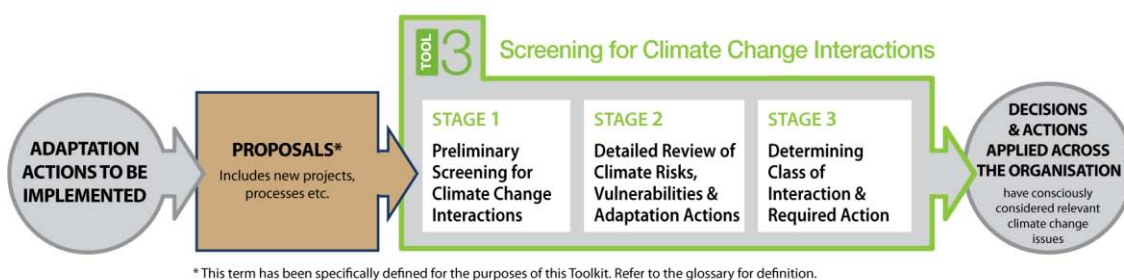 TOOL 3 Screening for Climate Change Interactions
ADAPTATION
ACTIONS TO BE
IMPLEMENTED
PROPOSALS*
Includes new projects,
processes etc.
STAGE 1
Preliminary
Screening for
Climate Change
Interactions
STAGE 2
Detailed Review of
Climate Risks,
Vulnerabilities &
Adaptation Actions
STAGE 3
Determining
Class of
Interaction &
Required Action
DECISIONS
& ACTIONS
APPLIED ACROSS
THE ORGANISATION
have consciously
considered relevant
climate change
issues
* This term has been specifically defined for the purposes of this Toolkit. Refer to the glossary for definition.